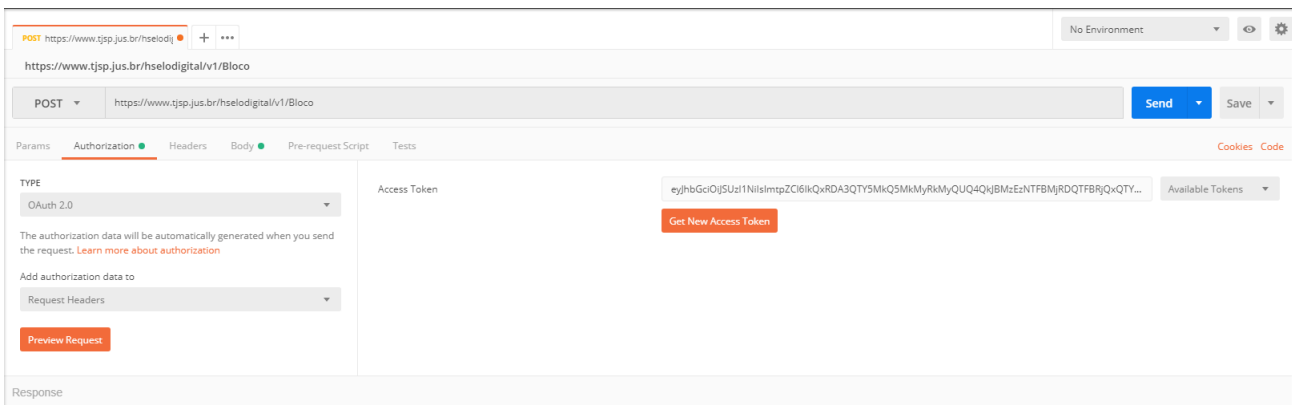 POST https://www.tjsp.jus.br/hselodig
+ •••
No Environment
https://www.tjsp.jus.br/hselodigital/v1/Bloco
POST https://www.tjsp.jus.br/hselodigital/v1/Bloco Send Save
Params Authorization Headers Body Pre-request Script Tests Cookies Code
TYPE
OAuth 2.0
The authorization data will be automatically generated when you send
the request. Learn more about authorization
Add authorization data to
Request Headers
Preview Request
Access Token Available Tokens
Get New Access Token
Response